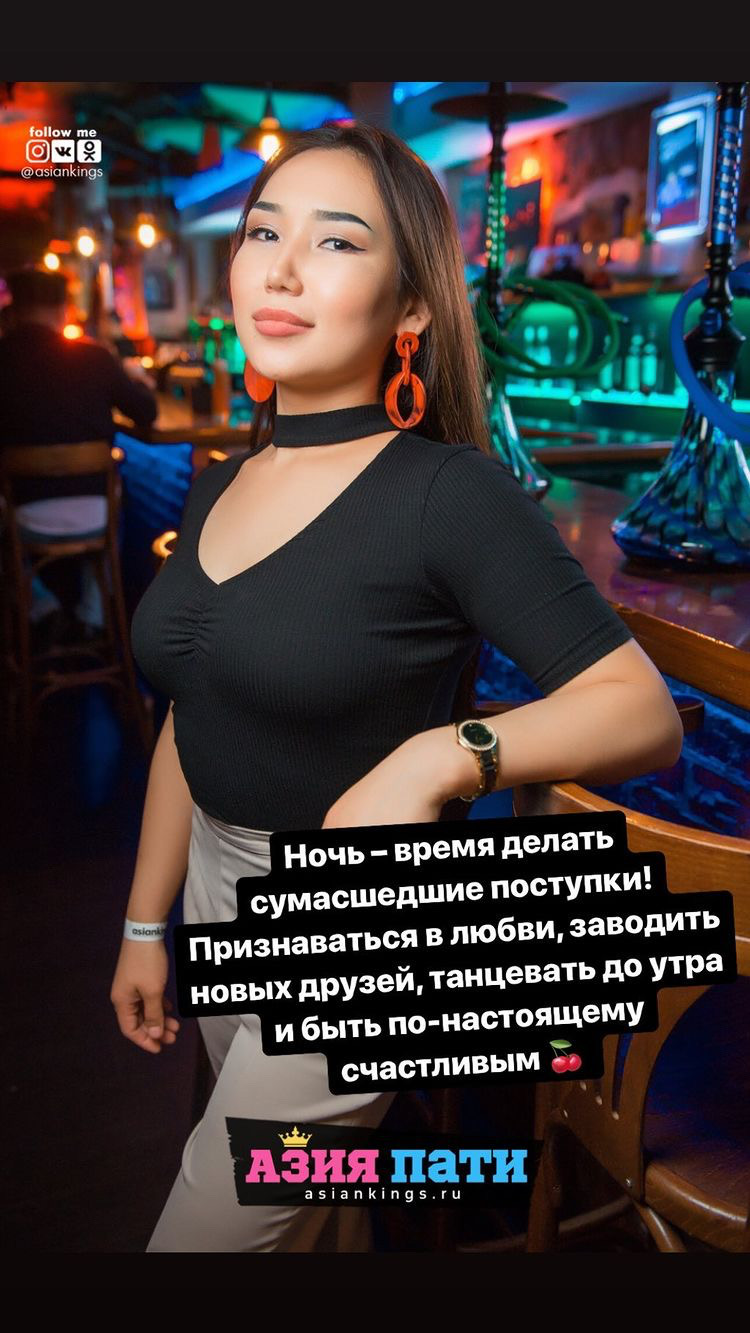 follow me
@asiankings
Ночь – время делать
сумасшедшие поступки!
Признаваться в любви, заводить
новых друзей, танцевать до утра
и быть по-настоящему
счастливым 🍒
asianki
АЗИЯ ПАТИ
asiankings.ru